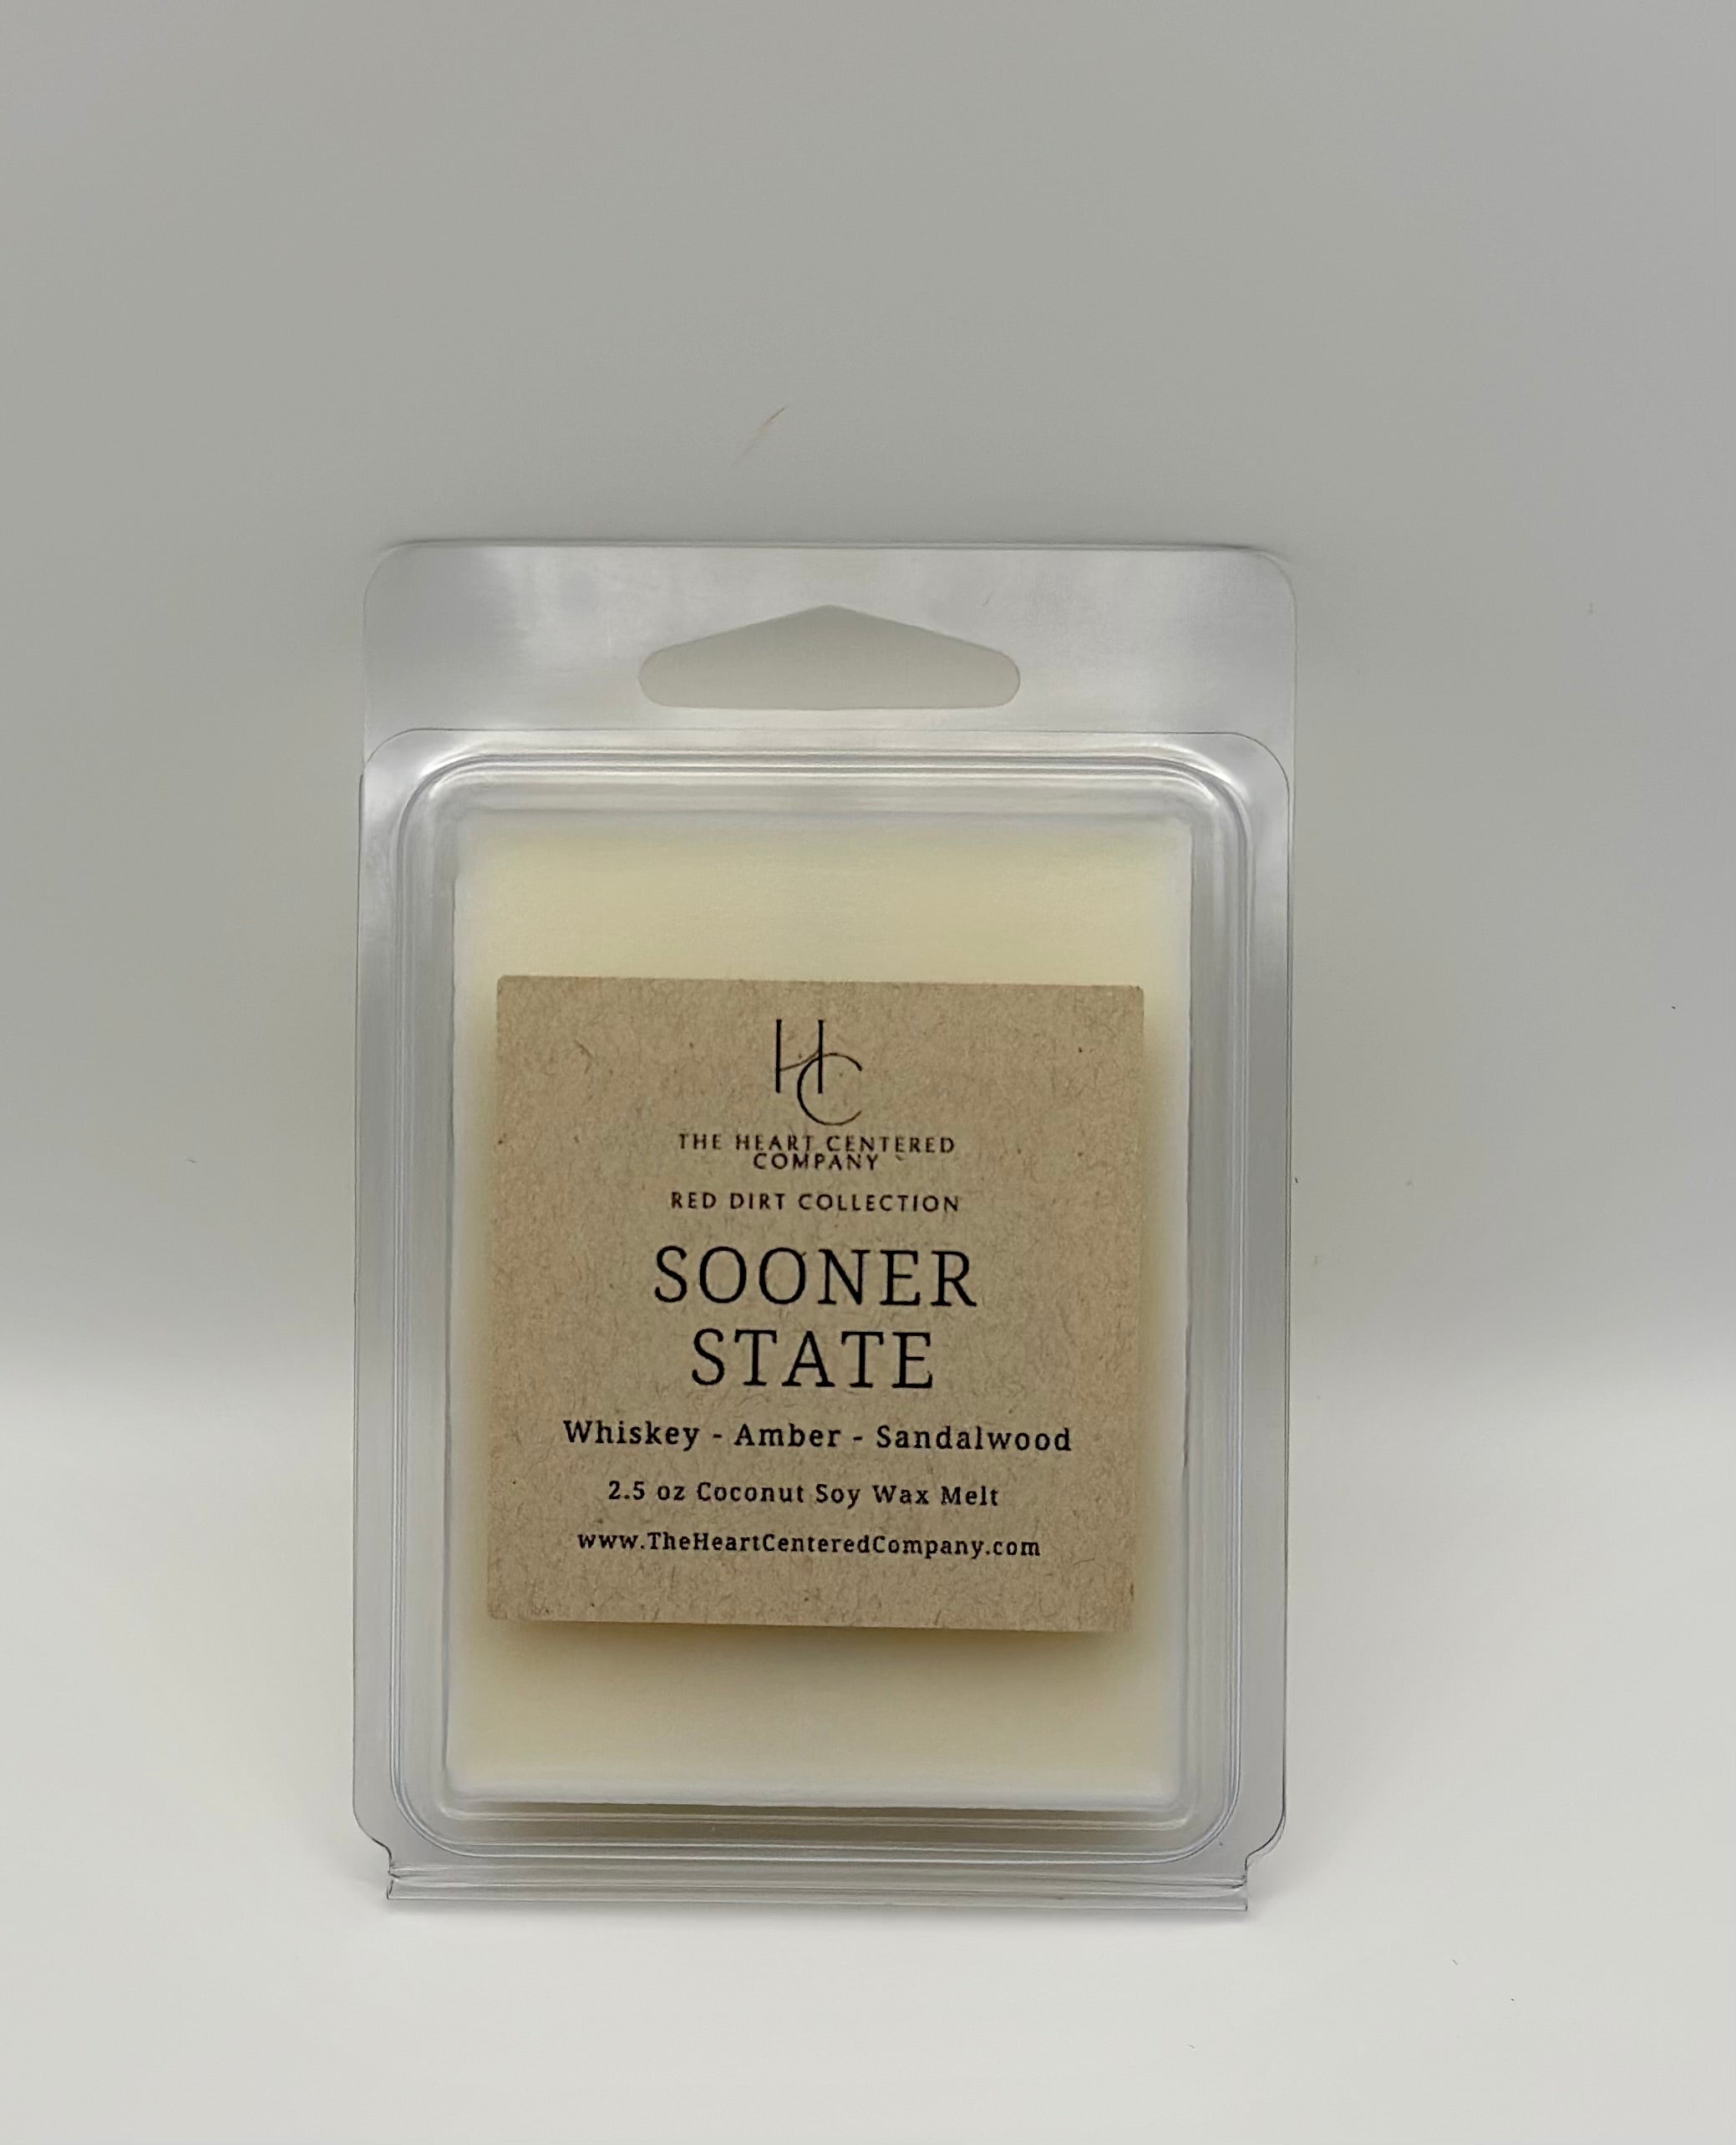 HC
THE HEART CENTERED
COMPANY
RED DIRT COLLECTION
SOONER
STATE
Whiskey - Amber - Sandalwood
2.5 oz Coconut Soy Wax Melt
www.TheHeartCenteredCompany.com